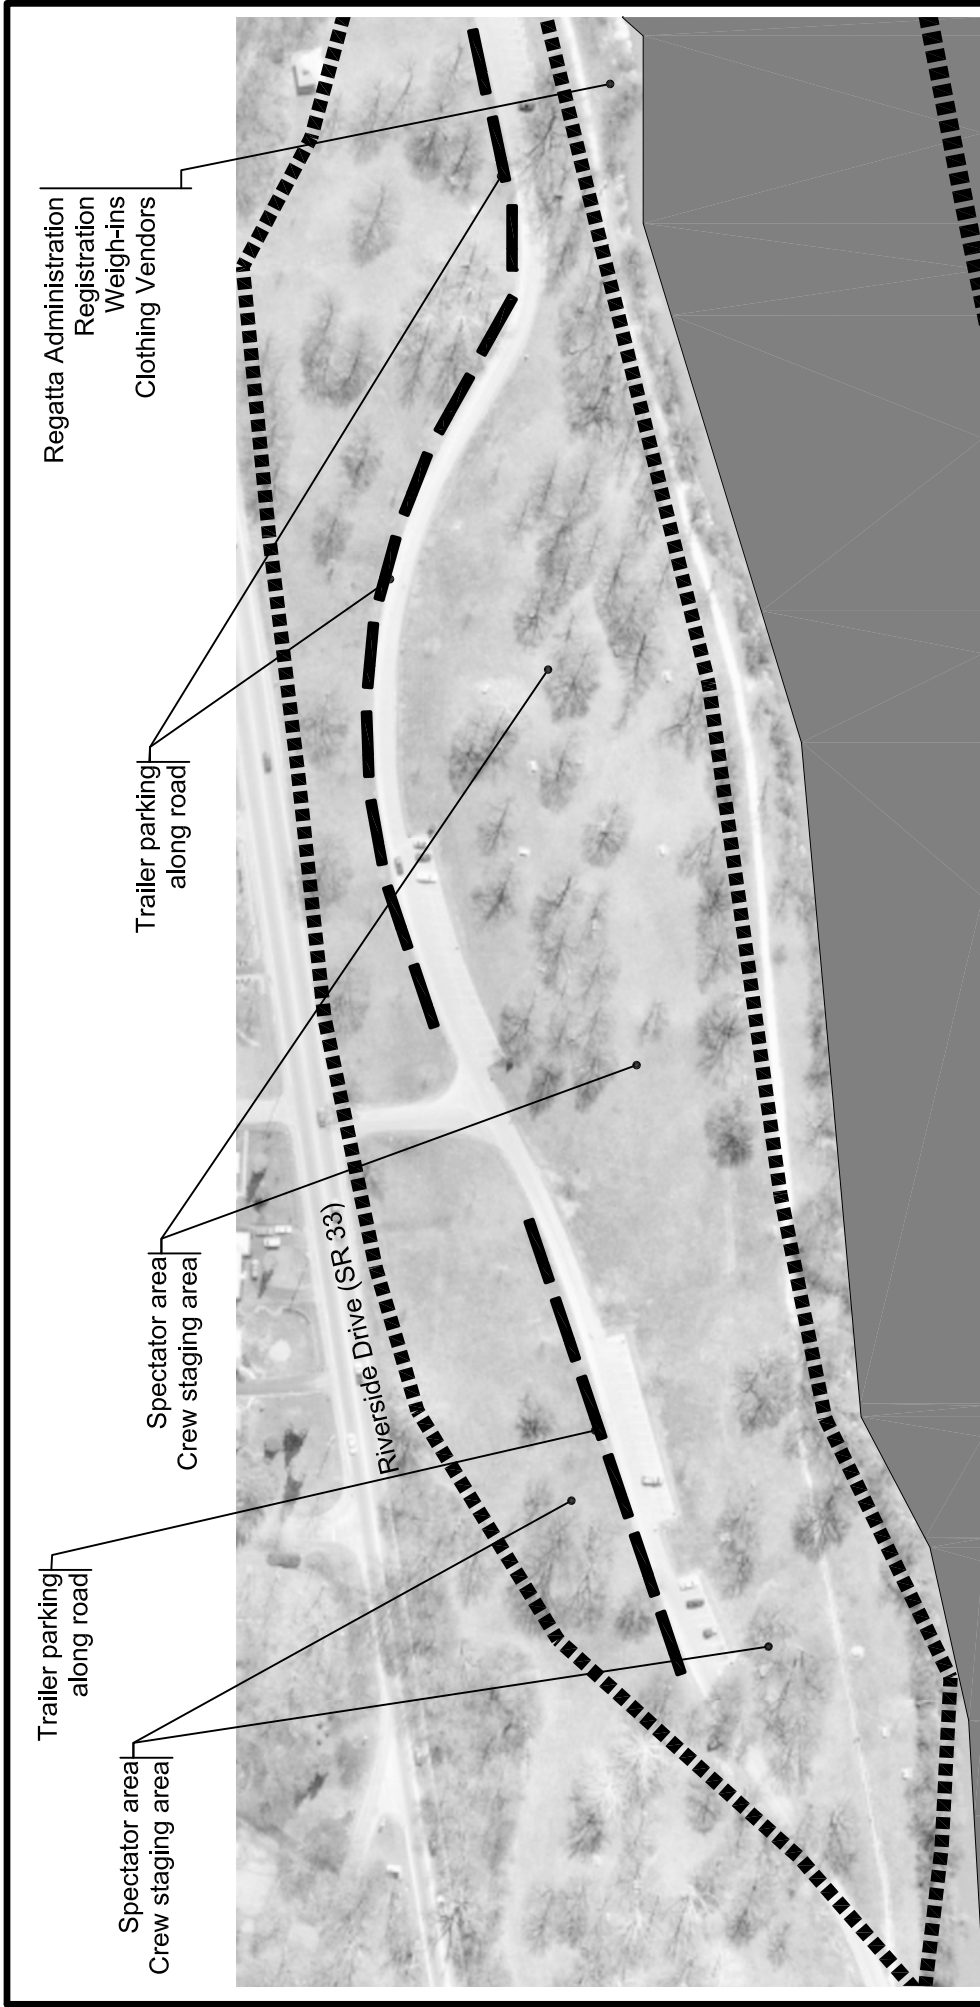 Spectator area
Crew staging area
Trailer parking
along road
Spectator area
Crew staging area
Riverside Drive (SR 33)
Trailer parking
along road
Regatta Administration
Registration
Weigh-ins
Clothing Vendors